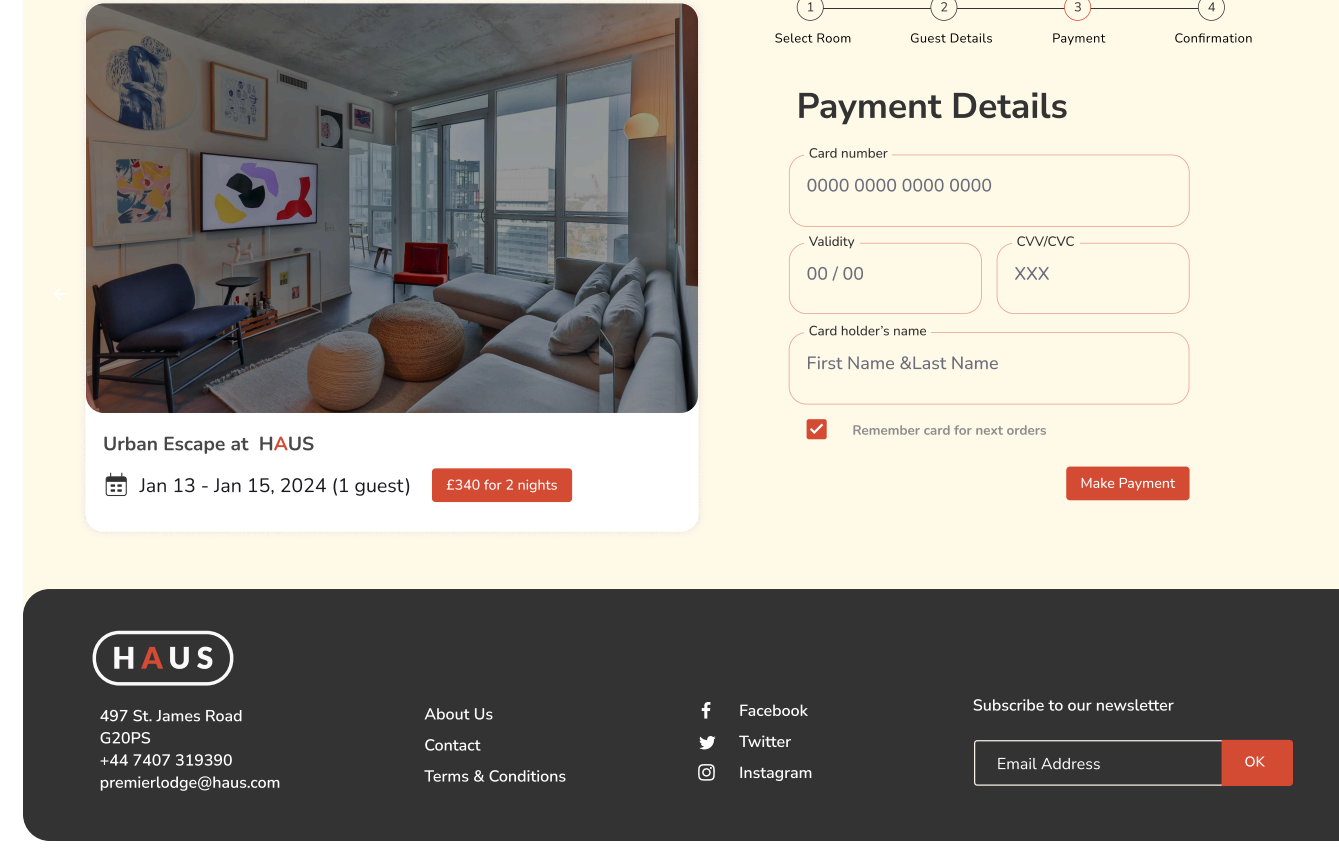 1 2 3 4
Select Room Guest Details Payment Confirmation
Payment Details
Card number
0000 0000 0000 0000
Validity CVV/CVC
00 / 00 XXX
Card holder's name
First Name &Last Name
Remember card for next orders
Make Payment
Urban Escape at HAUS
Jan 13 - Jan 15, 2024 (1 guest) £340 for 2 nights
HAUS
497 St. James Road
G20PS
+44 7407 319390
premierlodge@haus.com
About Us
Contact
Terms & Conditions
Facebook
Twitter
Instagram
Subscribe to our newsletter
Email Address OK